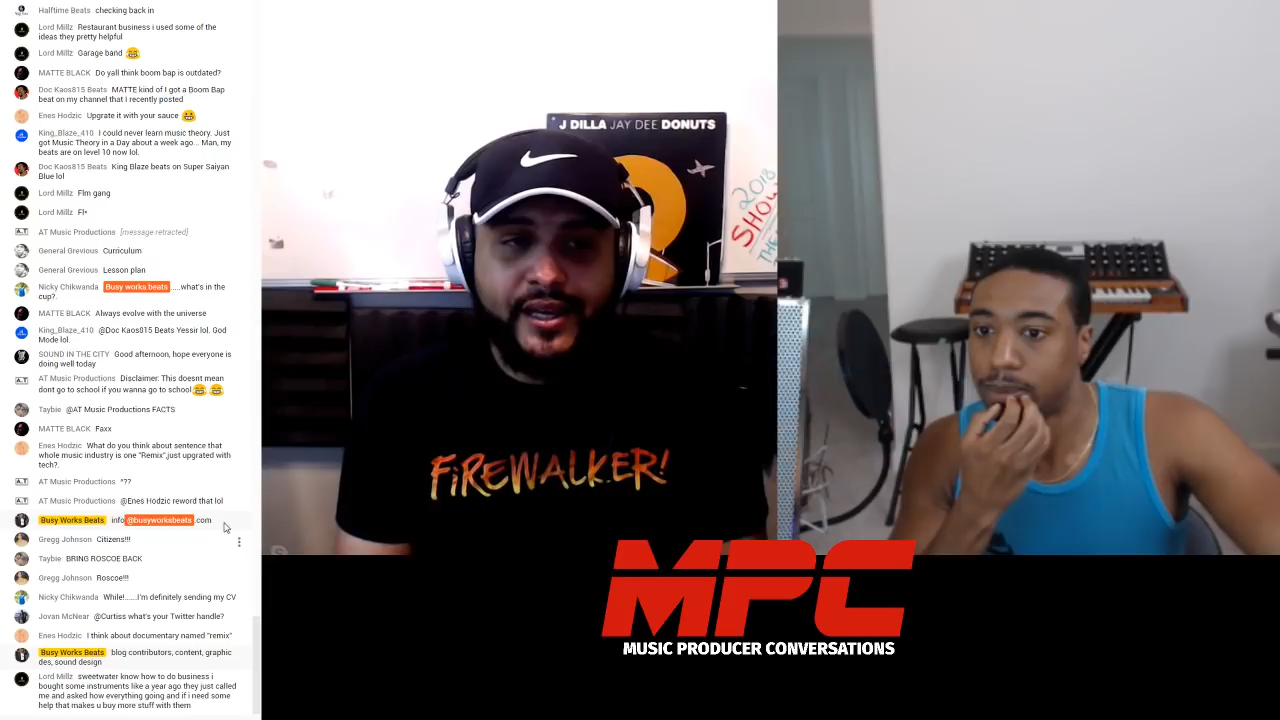 Halftime Beats checking back in
Lord Millz Restaurant business i used some of the
ideas they pretty helpful
Lord Millz Garage band
MATTE BLACK Do yall think boom bap is outdated?
Doc Kaos815 Beats MATTE kind of I got a Boom Bap
beat on my channel that i recently posted
Enes Hodzic Upgrate it with your sauce
King_Blaze_410 I could never learn music theory. Just
got Music Theory in a Day about a week ago... Man, my
beats are on level 10 now lol.
Doc Kaos815 Beats King Blaze beats on Super Saiyan
Blue lol
Lord Millz Flm gang
Lord Millz Fl*
A.T AT Music Productions [message retracted]
General Grevious Curriculum
General Grevious Lesson plan
Nicky Chikwanda Busy works beats .....what's in the
cup?.
MATTE BLACK Always evolve with the universe
King_Blaze_410 @Doc Kaos815 Beats Yessir lol. God
Mode lol.
SOUND IN THE CITY Good afternoon, hope everyone is
doing well today
A.T AT Music Productions Disclaimer: This doesnt mean
dont go to school if you wanna go to school
Taybie @AT Music Productions FACTS
MATTE BLACK Faxx
Enes Hodzic What do you think about sentence that
whole music industry is one "Remix",just upgrated with
tech?.
A.T AT Music Productions ^??
A.T AT Music Productions @Enes Hodzic reword that lol
Busy Works Beats info@busyworksbeats.com
Gregg Johnson Citizens!!!
Taybie BRING ROSCOE BACK
Gregg Johnson Roscoe!!!
Nicky Chikwanda While!......I'm definitely sending my CV
Jovan McNear @Curtiss what's your Twitter handle?
Enes Hodzic I think about documentary named "remix"
Busy Works Beats blog contributors, content, graphic
des, sound design
Lord Millz sweetwater know how to do business i
bought some instruments like a year ago they just called
me and asked how everything going and if i need some
help that makes u buy more stuff with them
J DILLA JAY DEE DONUTS
2018
SHOW
THE
FIREWALKER!
MPC
MUSIC PRODUCER CONVERSATIONS